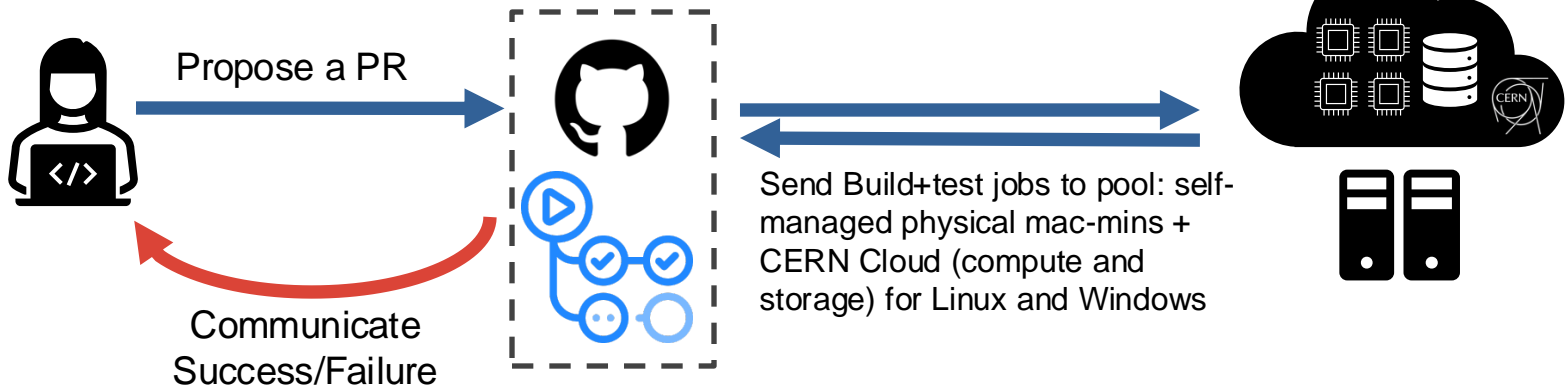 Propose a PR
</>
Communicate
Success/Failure
Send Build+test jobs to pool: self-
managed physical mac-mins +
CERN Cloud (compute and
storage) for Linux and Windows
CERN